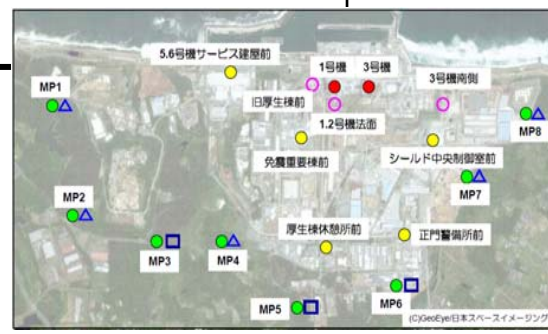 5.6号機サービス建屋前
1号機
3号機
MP1
旧厚生棟前
3号機南側
1.2号機法面
MP8
免震重要棟前
シールド中央制御室前
MP7
MP2
厚生棟休憩所前
正門警備所前
MP3
MP4
MP5
MP6
(C)GeoEye/日本スペースイメージング